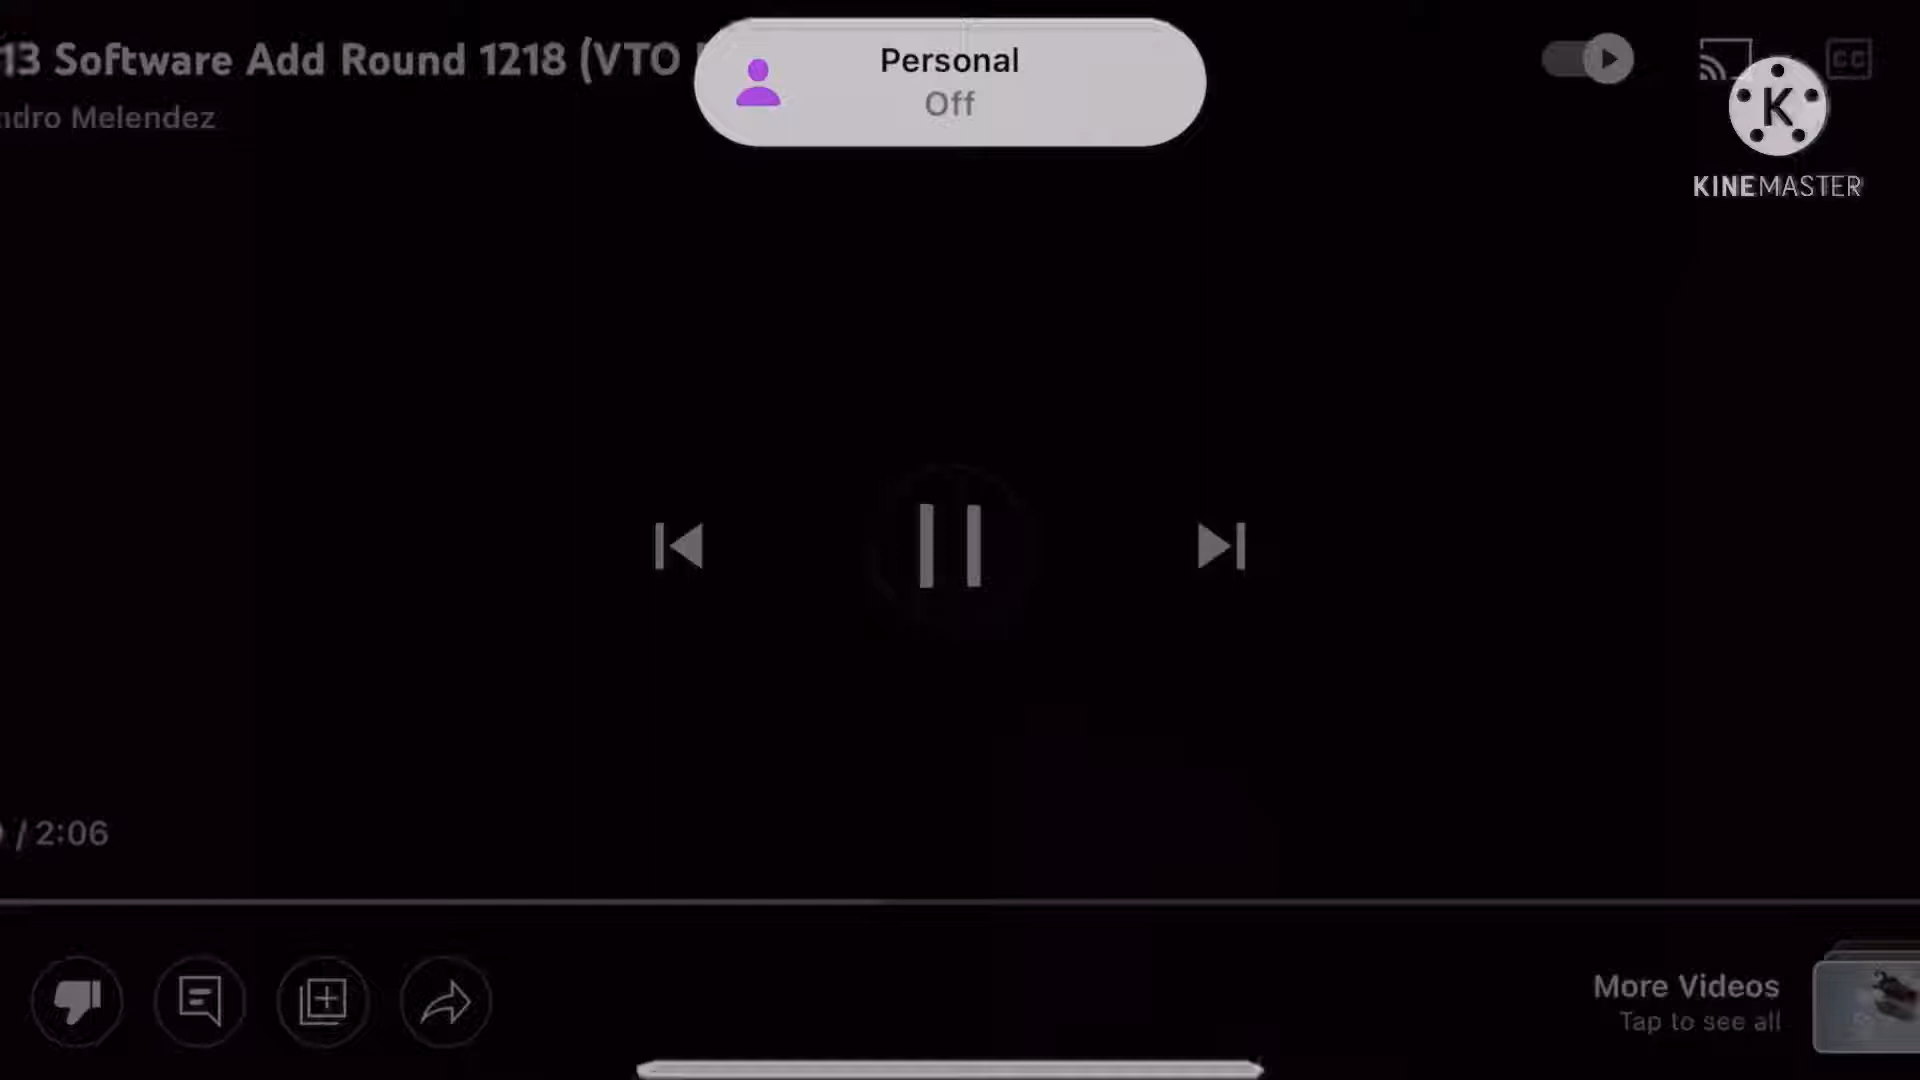 13 Software Add Round 1218 (VTO
ndro Melendez
Personal
Off
CC
K
KINEMASTER
/ 2:06
More Videos
Tap to see all